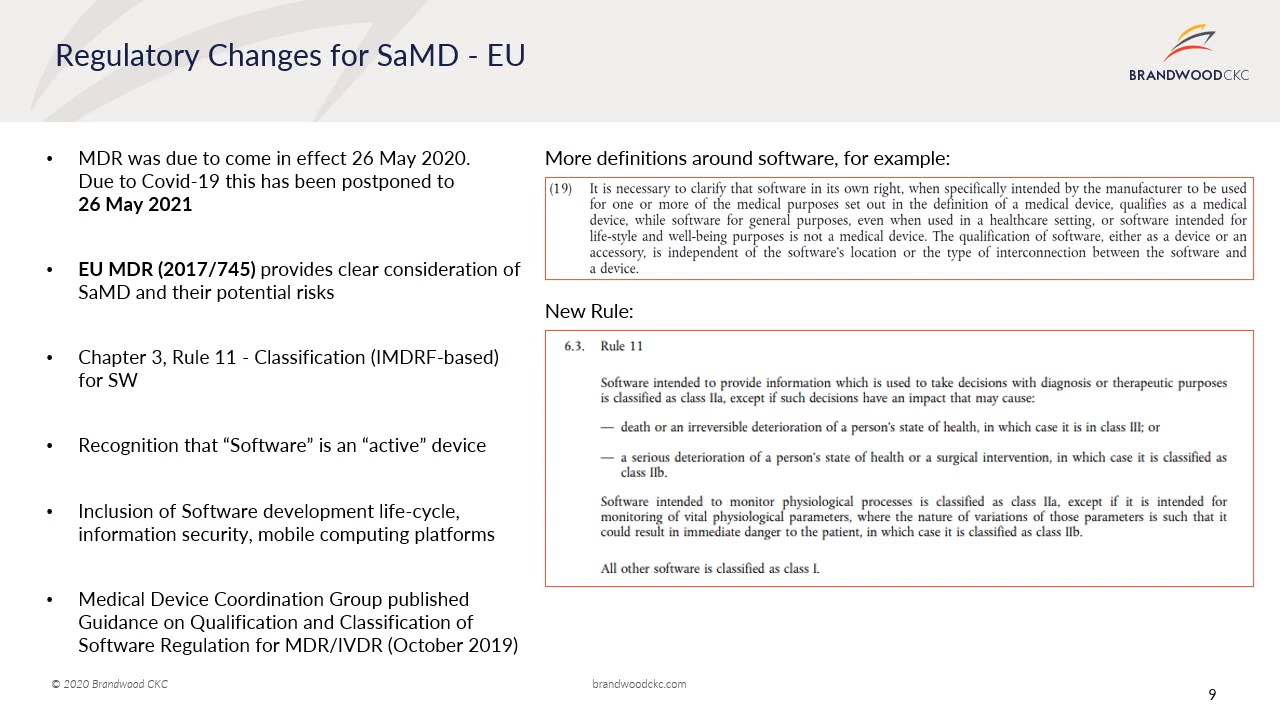 Regulatory Changes for SaMD - EU
BRANDWOODCKC
• MDR was due to come in effect 26 May 2020.
Due to Covid-19 this has been postponed to
26 May 2021
• EU MDR (2017/745) provides clear consideration of
SaMD and their potential risks
• Chapter 3, Rule 11 - Classification (IMDRF-based)
for SW
• Recognition that “Software” is an “active” device
• Inclusion of Software development life-cycle,
information security, mobile computing platforms
• Medical Device Coordination Group published
Guidance on Qualification and Classification of
Software Regulation for MDR/IVDR (October 2019)
More definitions around software, for example:
(19) It is necessary to clarify that software in its own right, when specifically intended by the manufacturer to be used
for one or more of the medical purposes set out in the definition of a medical device, qualifies as a medical
device, while software for general purposes, even when used in a healthcare setting, or software intended for
life-style and well-being purposes is not a medical device. The qualification of software, either as a device or an
accessory, is independent of the software's location or the type of interconnection between the software and
a device.
New Rule:
6.3. Rule 11
Software intended to provide information which is used to take decisions with diagnosis or therapeutic purposes
is classified as class IIa, except if such decisions have an impact that may cause:
— death or an irreversible deterioration of a person's state of health, in which case it is in class III; or
— a serious deterioration of a person's state of health or a surgical intervention, in which case it is classified as
class IIb.
Software intended to monitor physiological processes is classified as class IIa, except if it is intended for
monitoring of vital physiological parameters, where the nature of variations of those parameters is such that it
could result in immediate danger to the patient, in which case it is classified as class IIb.
All other software is classified as class I.
© 2020 Brandwood CKC
brandwoodckc.com
9